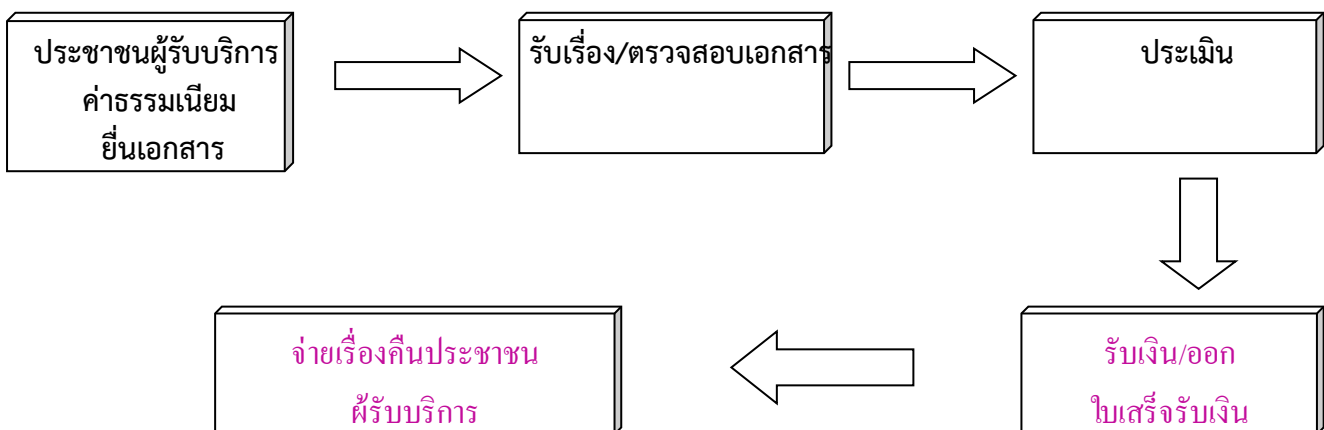 ประชาชนผู้รับบริการ
ค่าธรรมเนียม
ยื่นเอกสาร
รับเรื่อง/ตรวจสอบเอกสาร
ประเมิน
รับเงิน/ออก
ใบเสร็จรับเงิน
จ่ายเรื่องคืนประชาชน
ผู้รับบริการ